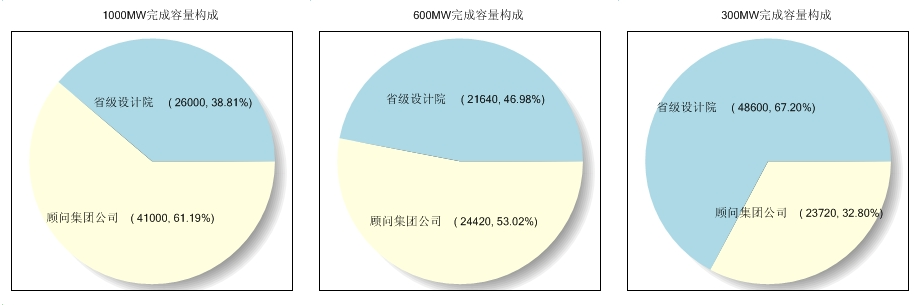 1000MW完成容量构成
省级设计院 ( 26000, 38.81%)
顾问集团公司 ( 41000, 61.19%)
600MW完成容量构成
省级设计院 ( 21640, 46.98%)
顾问集团公司 ( 24420, 53.02%)
300MW完成容量构成
省级设计院 ( 48600, 67.20%)
顾问集团公司 ( 23720, 32.80%)